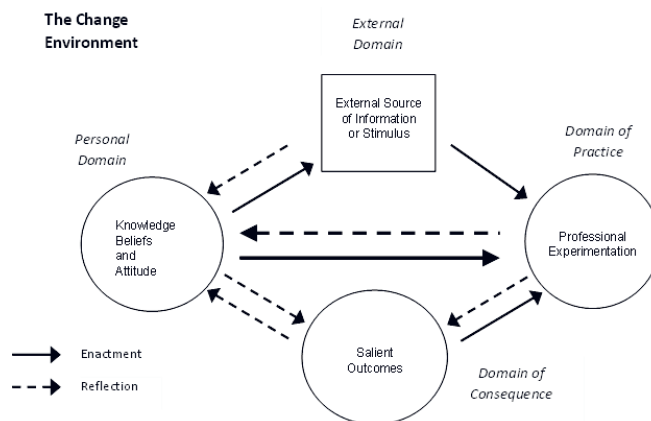 The Change
Environment
External
Domain
External Source
of Information
or Stimulus
Personal
Domain
Domain of
Practice
Knowledge
Beliefs
and
Attitude
Professional
Experimentation
Salient
Outcomes
Domain of
Consequence
Enactment
Reflection